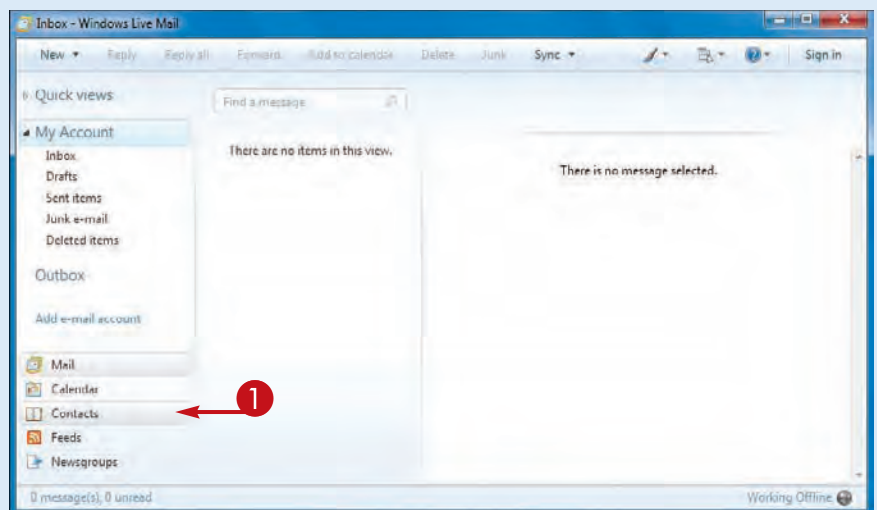 Inbox - Windows Live Mail
New Reply Reply all Forward Add to calendar Delete Junk Sync Sign in
Quick views
Find a message
My Account
There are no items in this view.
Inbox
There is no message selected.
Drafts
Sent items
Junk e-mail
Deleted items
Outbox
Add e-mail account
Mail
Calendar
1
Contacts
Feeds
Newsgroups
0 message(s), 0 unread
Working Offline